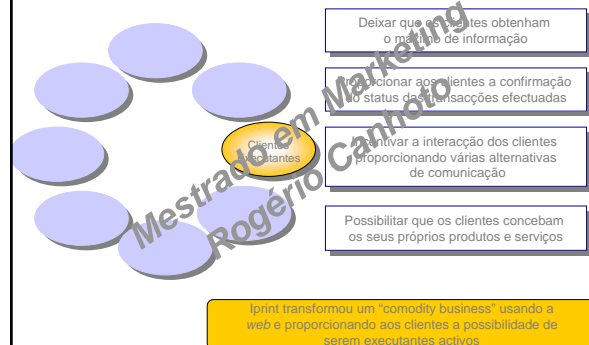 Deixar que os clientes obtenham
o máximo de informação
Proporcionar aos clientes a confirmação
do status das transacções efectuadas
Clientes
Executantes
Incentivar a interacção dos clientes
proporcionando várias alternativas
de comunicação
Possibilitar que os clientes concebam
os seus próprios produtos e serviços
Mestrado em Marketing
Rogério Canhoto
Iprint transformou um “comodity business” usando a
web e proporcionando aos clientes a possibilidade de
serem executantes activos